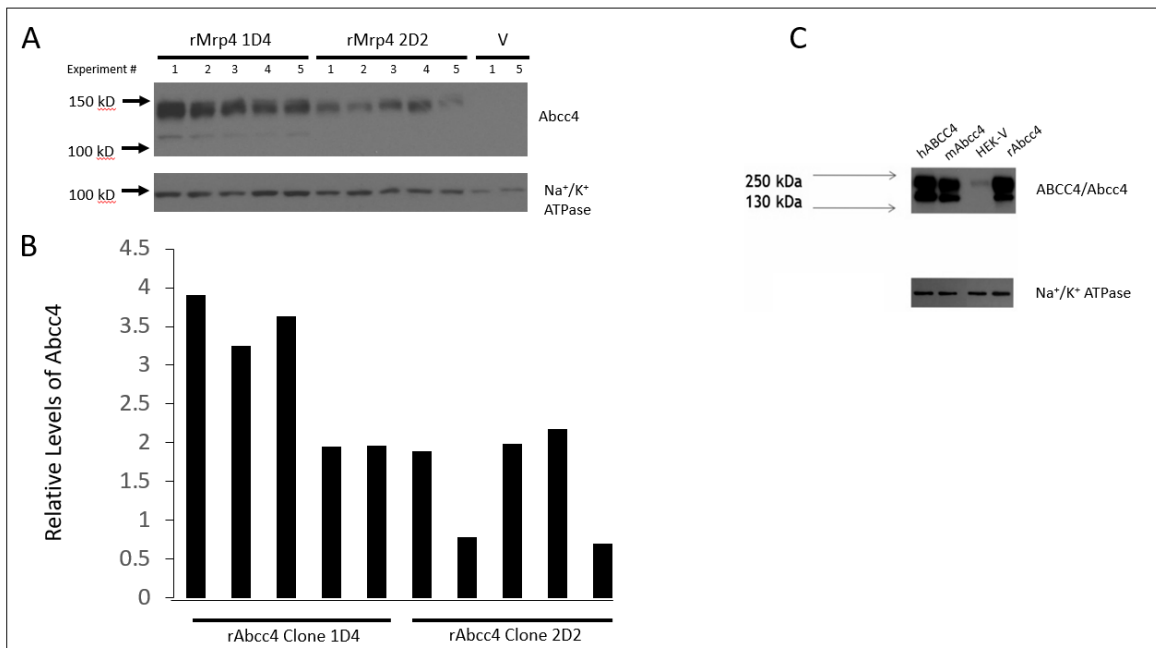 A
rMrp4 1D4 rMrp4 2D2 V
Experiment # 1 2 3 4 5 1 2 3 4 5 1 5
150 kD
Abcc4
100 kD
100 kD
Na⁺/K⁺
ATPase
B
Relative Levels of Abcc4
4.5
4
3.5
3
2.5
2
1.5
1
0.5
0
rAbcc4 Clone 1D4 rAbcc4 Clone 2D2
C
hABCC4 mAbcc4 HEK-V rAbcc4
250 kDa
130 kDa
ABCC4/Abcc4
Na⁺/K⁺ ATPase